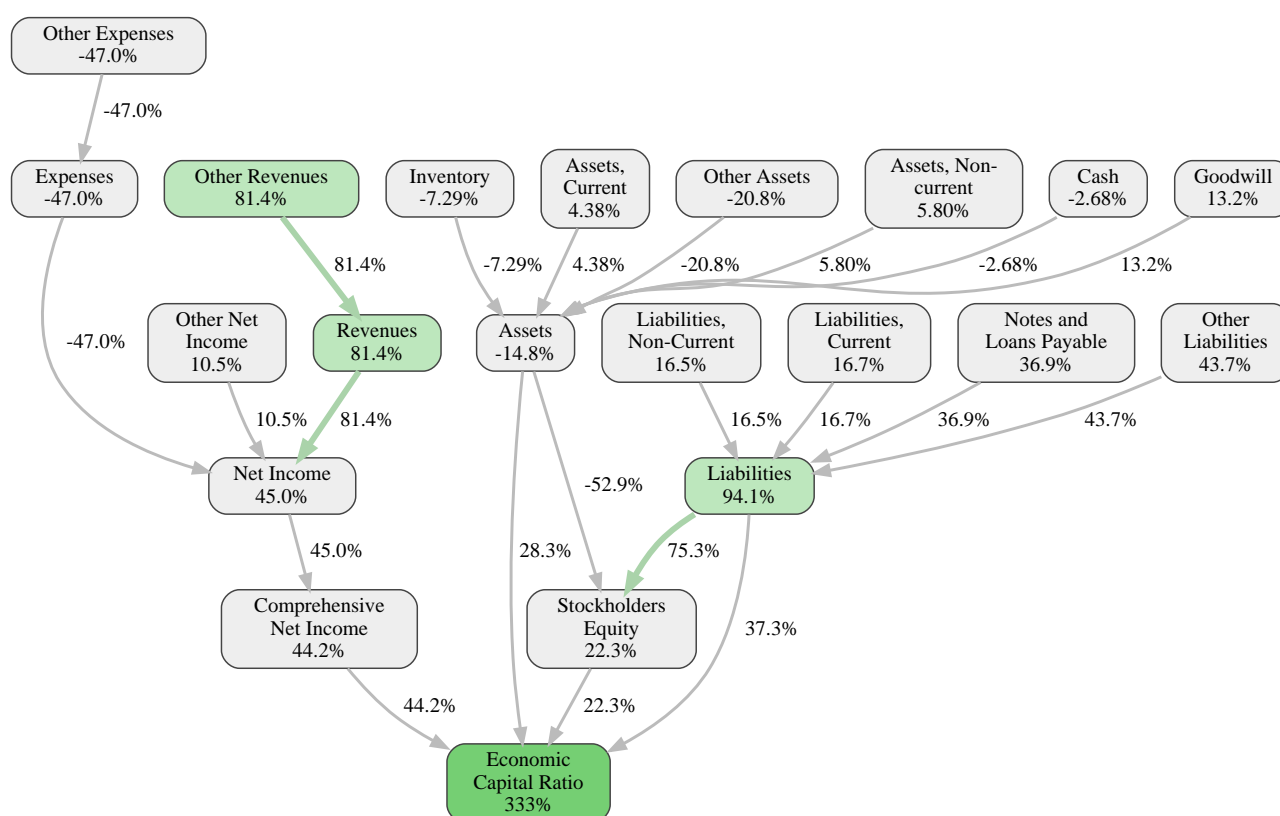 Other Expenses
-47.0%
-47.0%
Expenses
-47.0%
Other Revenues
81.4%
Inventory
-7.29%
Assets,
Current
4.38%
Other Assets
-20.8%
Assets, Non-
current
5.80%
Cash
-2.68%
Goodwill
13.2%
81.4%
-7.29%
4.38%
-20.8%
5.80%
-2.68%
13.2%
-47.0%
Other Net
Income
10.5%
Revenues
81.4%
Assets
-14.8%
Liabilities,
Non-Current
16.5%
Liabilities,
Current
16.7%
Notes and
Loans Payable
36.9%
Other
Liabilities
43.7%
10.5%
81.4%
16.5%
16.7%
36.9%
43.7%
Net Income
45.0%
-52.9%
Liabilities
94.1%
45.0%
28.3%
75.3%
Comprehensive
Net Income
44.2%
Stockholders
Equity
22.3%
37.3%
44.2%
22.3%
Economic
Capital Ratio
333%